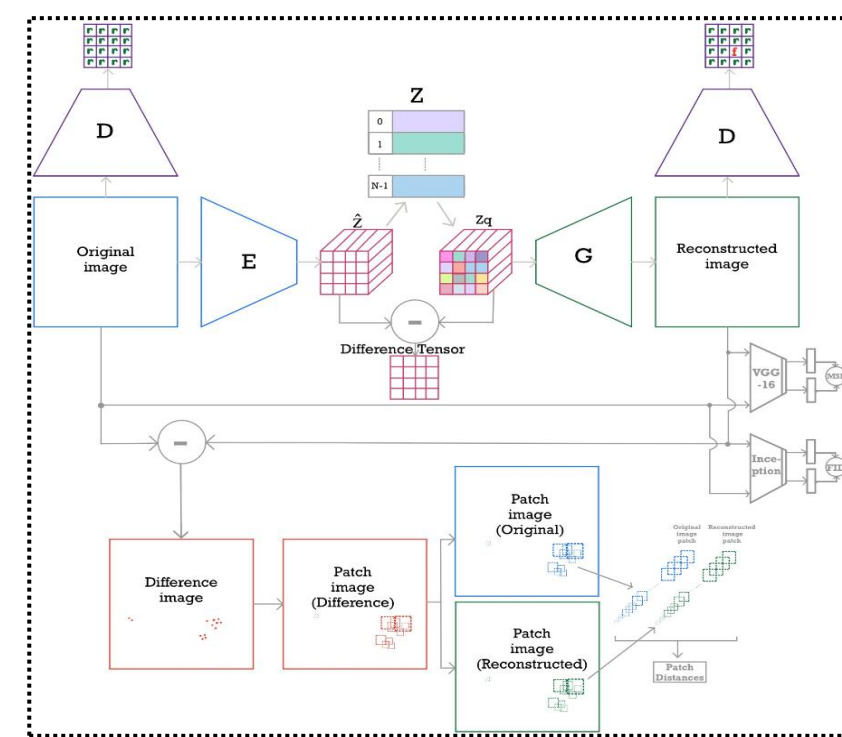 r r r r
r r r r
r r r r
r r r r
D
r r r r
r r r r
r r f r
r r r r
D
Z
0
1
N-1
Original
image
E
Ẑ
Zq
G
Reconstructed
image
-
Difference Tensor
VGG
-16
MSE
-
Ince-
ption
FID
Patch
image
(Original)
Original
image
patch
Reconstructed
image
patch
Difference
image
Patch
image
(Difference)
Patch
image
(Reconstructed)
Patch
Distances